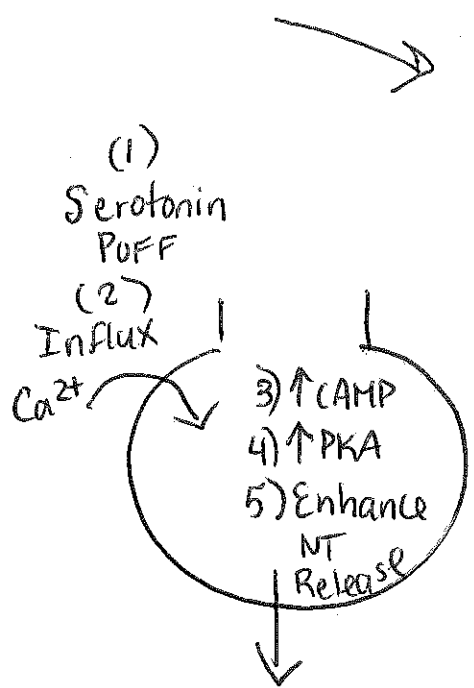 (1)
Serotonin
PUFF
(2)
Influx
Ca²⁺
3) ↑ cAMP
4) ↑ PKA
5) Enhance
NT
Release